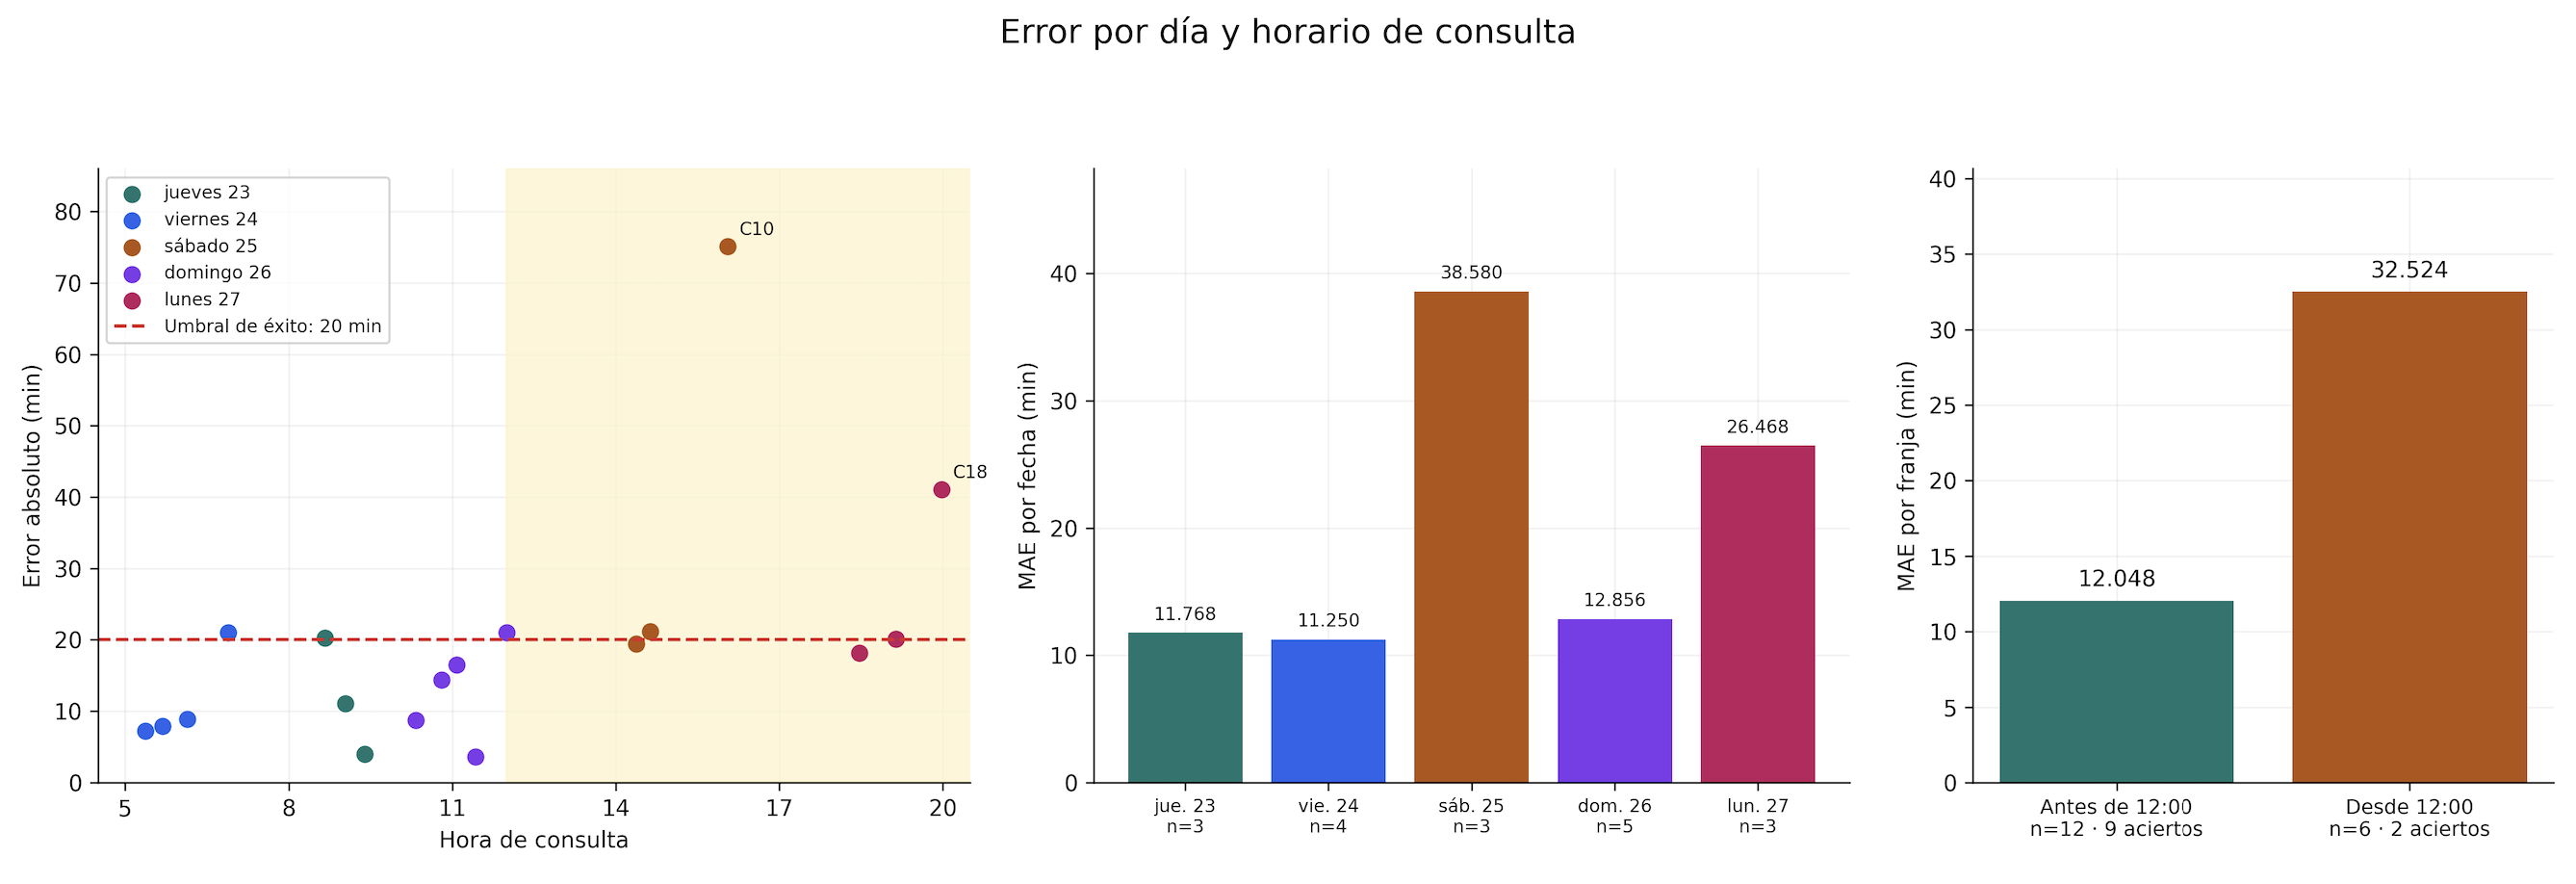 Error por día y horario de consulta
Error absoluto (min)
80
70
60
50
40
30
20
10
0
jueves 23
viernes 24
sábado 25
domingo 26
lunes 27
Umbral de éxito: 20 min
C10
C18
5 8 11 14 17 20
Hora de consulta
MAE por fecha (min)
40
30
20
10
0
11.768
11.250
38.580
12.856
26.468
jue. 23 vie. 24 sáb. 25 dom. 26 lun. 27
n=3 n=4 n=3 n=5 n=3
MAE por franja (min)
40
35
30
25
20
15
10
5
0
12.048
32.524
Antes de 12:00 Desde 12:00
n=12 · 9 aciertos n=6 · 2 aciertos